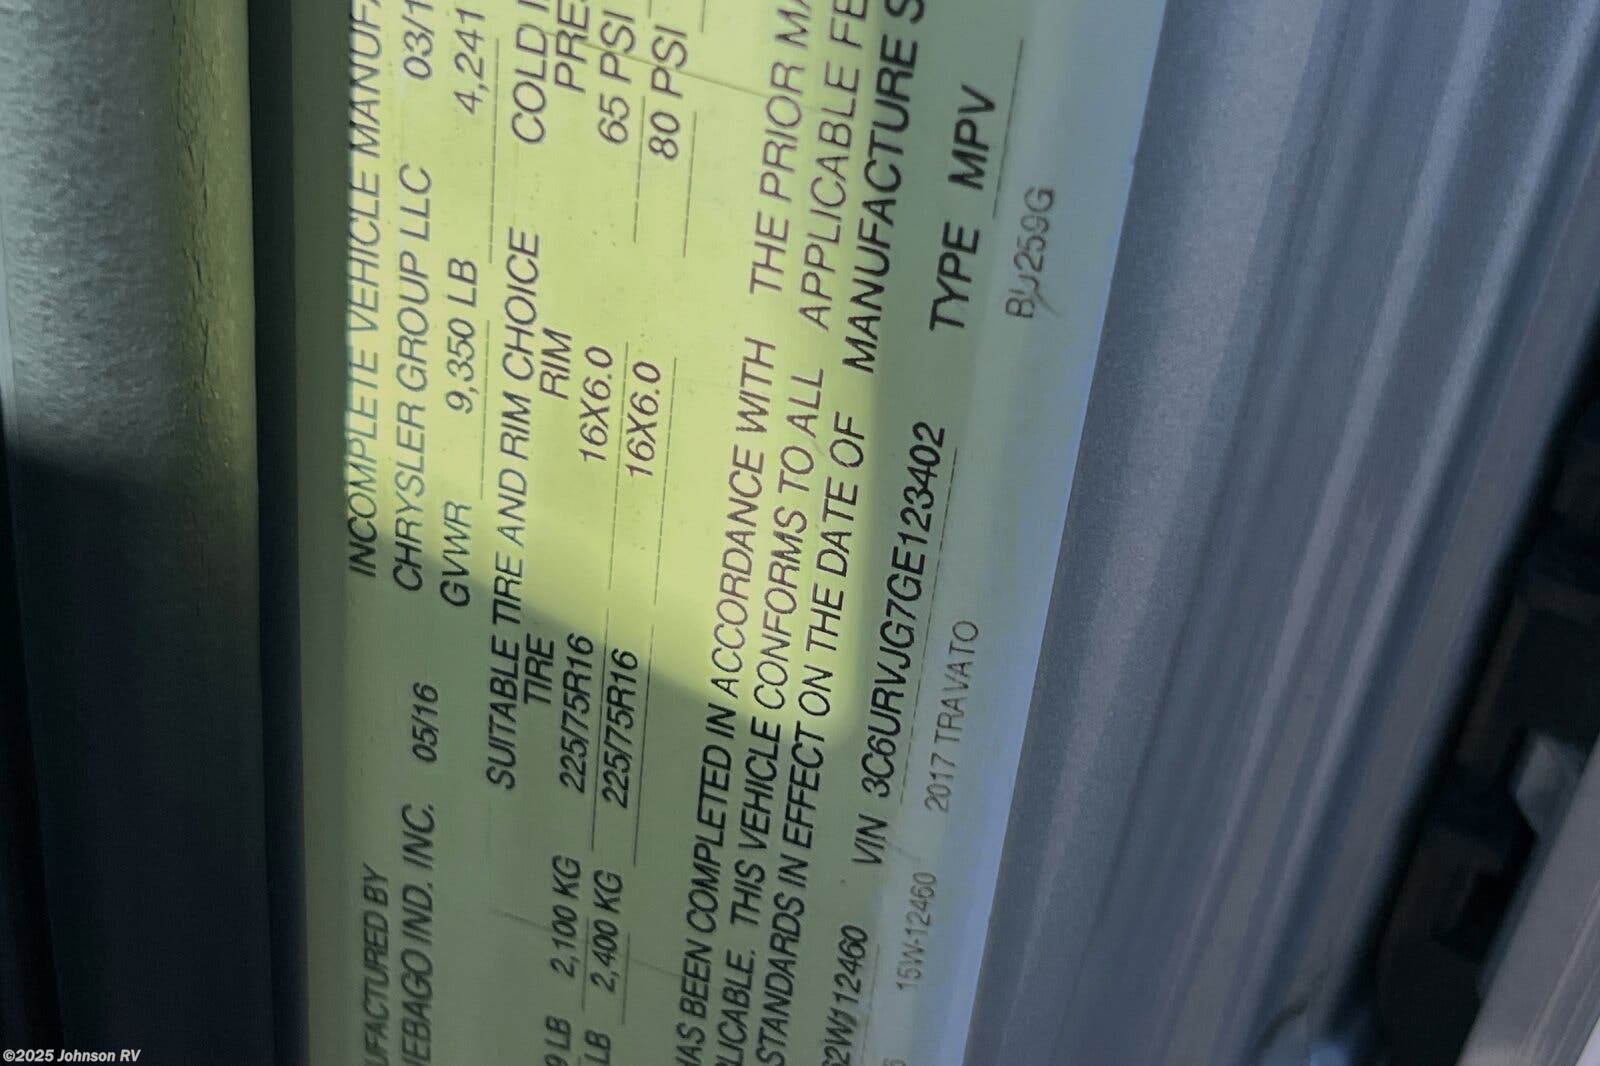 UFACTURED BY INCOMPLETE VEHICLE MANUFA
EBAGO IND. INC. 05/16 CHRYSLER GROUP LLC 03/1
GVWR 9,350 LB 4,241
SUITABLE TIRE AND RIM CHOICE
TIRE RIM COLD I
PRES
9 LB 2,100 KG 225/75R16 16X6.0 65 PSI
LB 2,400 KG 225/75R16 16X6.0 80 PSI
HAS BEEN COMPLETED IN ACCORDANCE WITH THE PRIOR MA
LICABLE. THIS VEHICLE CONFORMS TO ALL APPLICABLE FE
STANDARDS IN EFFECT ON THE DATE OF MANUFACTURE S
62W112460 VIN 3C6URVJG7GE123402 TYPE MPV
15W-12460 2017 TRAVATO BU259G
©2025 Johnson RV